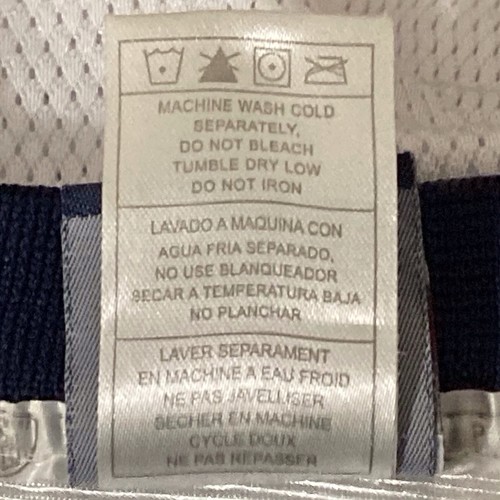 MACHINE WASH COLD
SEPARATELY,
DO NOT BLEACH
TUMBLE DRY LOW
DO NOT IRON
LAVADO A MAQUINA CON
AGUA FRIA SEPARADO,
NO USE BLANQUEADOR
SECAR A TEMPERATURA BAJA
NO PLANCHAR
LAVER SEPARAMENT
EN MACHINE A EAU FROID
NE PAS JAVELLISER
SECHER EN MACHINE
CYCLE DOUX
NE PAS REPASSER